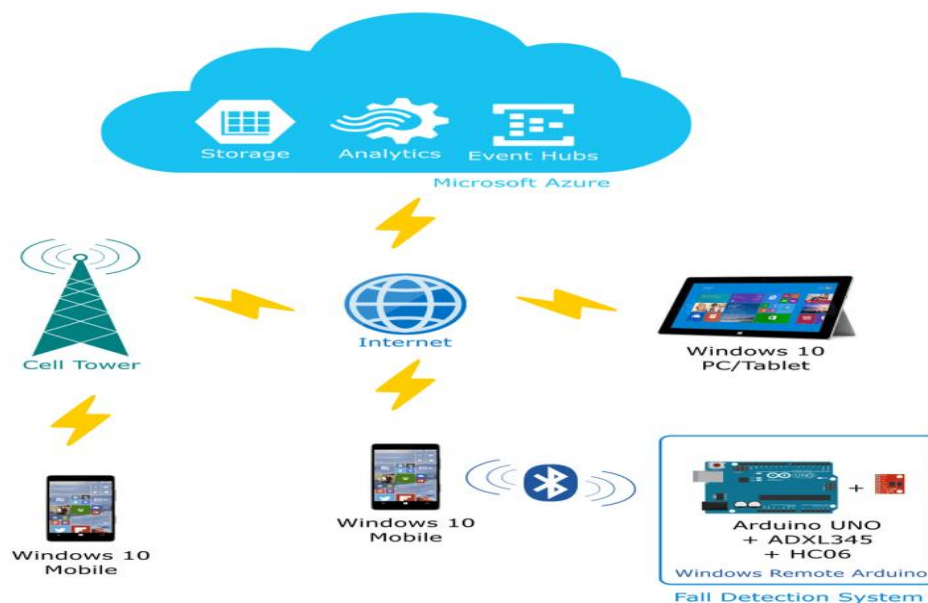 Storage
Analytics
Event Hubs
Microsoft Azure
Cell Tower
Internet
Windows 10
PC/Tablet
Windows 10
Mobile
Windows 10
Mobile
Arduino UNO
+
+ ADXL345
+ HC06
Windows Remote Arduino
Fall Detection System